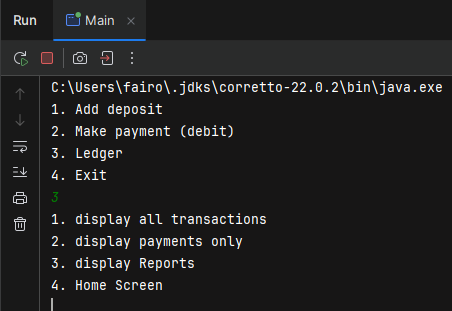 Run
Main
C:\Users\fairo\.jdks\corretto-22.0.2\bin\java.exe
1. Add deposit
2. Make payment (debit)
3. Ledger
4. Exit
3
1. display all transactions
2. display payments only
3. display Reports
4. Home Screen